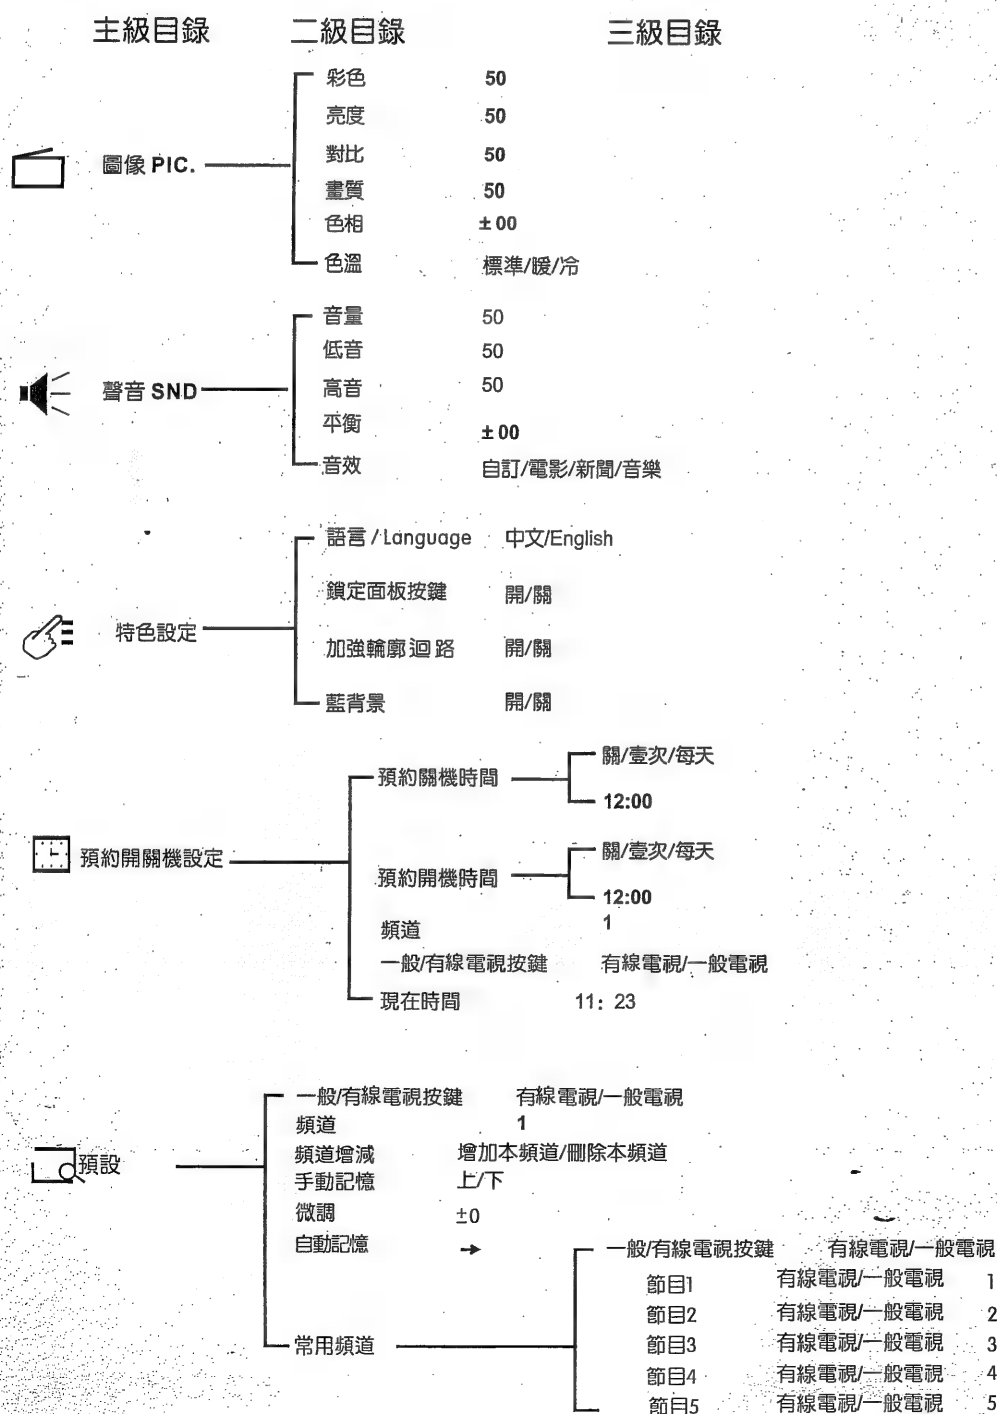 主級目錄 二級目錄 三級目錄
彩色 50
亮度 50
對比 50
圖像 PIC.
畫質 50
色相 ±00
色溫 標準/暖/冷
音量 50
低音 50
高音 50
聲音 SND
平衡 ±00
音效 自訂/電影/新聞/音樂
語言/Language 中文/English
鎖定面板按鍵 開/關
特色設定
加強輪廓迴路 開/關
藍背景 開/關
關/壹次/每天
預約關機時間
12:00
關/壹次/每天
預約開關機設定
預約開機時間
12:00
頻道 1
一般/有線電視按鍵 有線電視/一般電視
現在時間 11: 23
一般/有線電視按鍵 有線電視/一般電視
頻道 1
頻道增減 增加本頻道/刪除本頻道
預設
手動記憶 上/下
微調 ±0
自動記憶 →
一般/有線電視按鍵 有線電視/一般電視
節目1 有線電視/一般電視 1
節目2 有線電視/一般電視 2
常用頻道
節目3 有線電視/一般電視 3
節目4 有線電視/一般電視 4
節目5 有線電視/一般電視 5